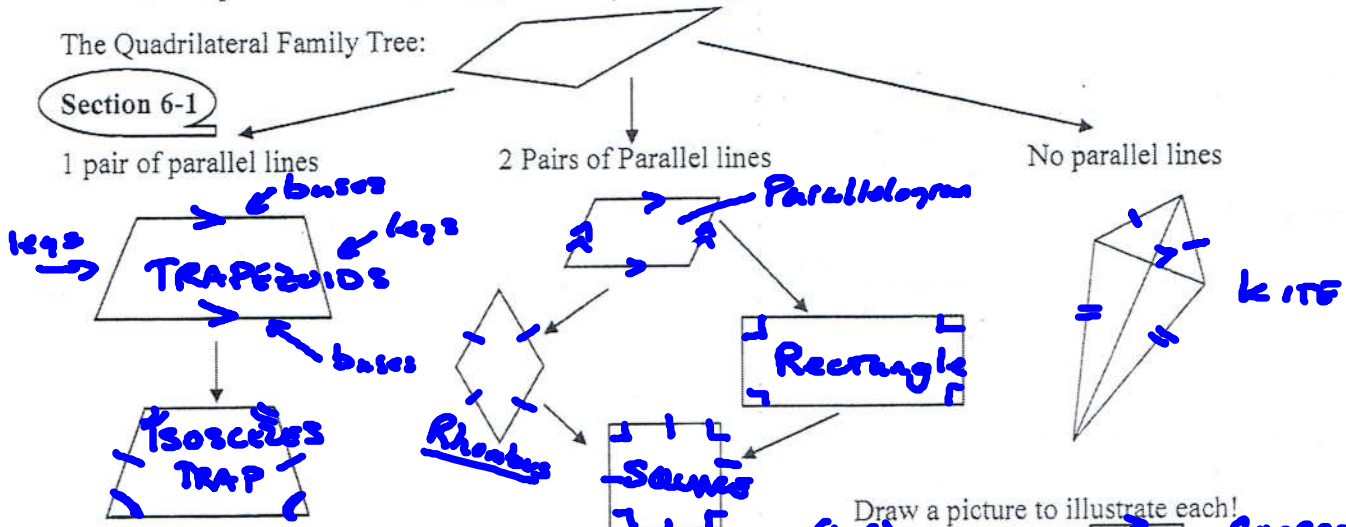 The Quadrilateral Family Tree:
Section 6-1
1 pair of parallel lines
2 Pairs of Parallel lines
No parallel lines
bases
legs
legs
TRAPEZOIDS
bases
Parallelogram
KITE
Rectangle
Rhombus
ISOSCELES
TRAP
SQUARE
Draw a picture to illustrate each!